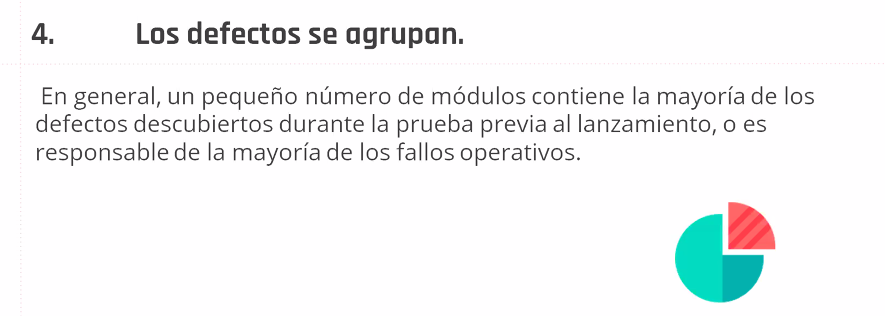 4. Los defectos se agrupan.
En general, un pequeño número de módulos contiene la mayoría de los
defectos descubiertos durante la prueba previa al lanzamiento, o es
responsable de la mayoría de los fallos operativos.